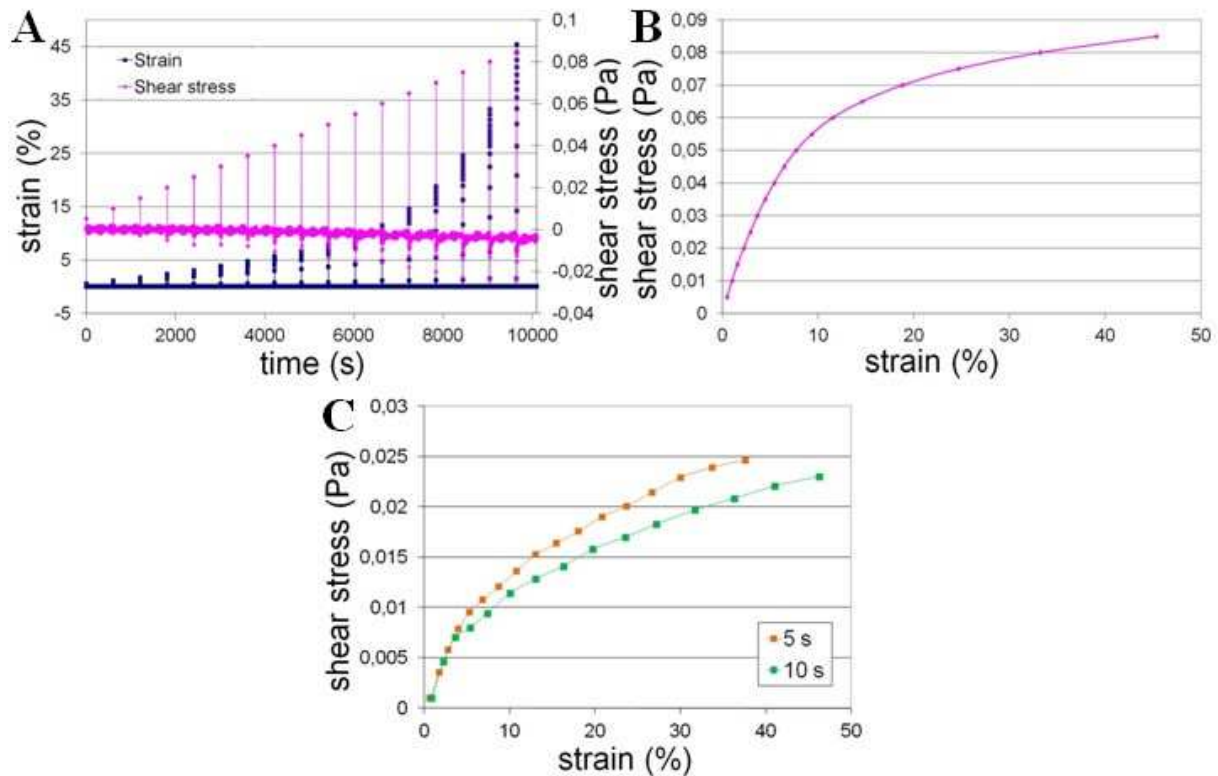 A
strain (%)
45
35
25
15
5
-5
Strain
Shear stress
0,1
0,08
0,06
0,04
0,02
0
-0,02
-0,04
shear stress (Pa)
0 2000 4000 6000 8000 10000
time (s)
B
shear stress (Pa)
0,09
0,08
0,07
0,06
0,05
0,04
0,03
0,02
0,01
0
0 10 20 30 40 50
strain (%)
C
shear stress (Pa)
0,03
0,025
0,02
0,015
0,01
0,005
0
5 s
10 s
0 10 20 30 40 50
strain (%)